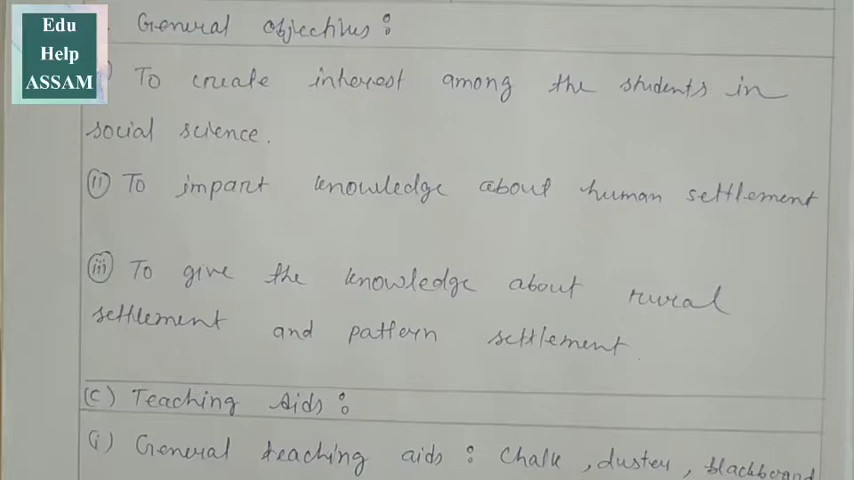 Edu
Help
ASSAM
General objectives :
) To create interest among the students in
social science.
(ii) To impart knowledge about human settlement
(iii) To give the knowledge about rural
settlement and pattern settlement.
(C) Teaching Aids :
(i) General teaching aids : Chalk , duster , blackboard